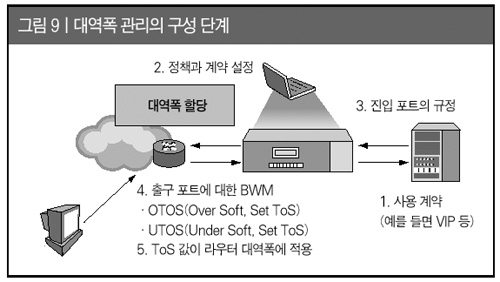 그림 9 | 대역폭 관리의 구성 단계
2. 정책과 계약 설정
대역폭 할당
3. 진입 포트의 규정
4. 출구 포트에 대한 BWM
· OTOS(Over Soft, Set ToS)
· UTOS(Under Soft, Set ToS)
5. ToS 값이 라우터 대역폭에 적용
1. 사용 계약
(예를 들면 VIP 등)